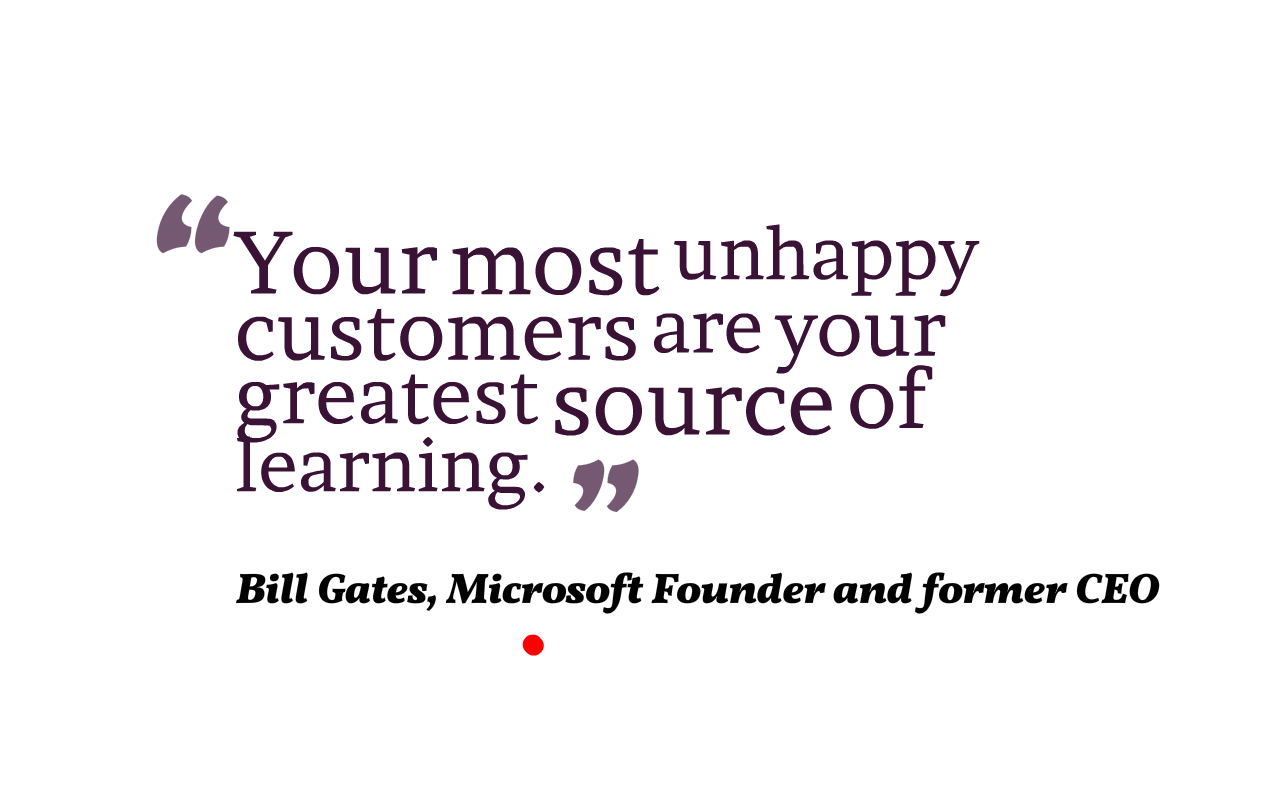 “Your most unhappy
customers are your
greatest source of
learning. ”
Bill Gates, Microsoft Founder and former CEO